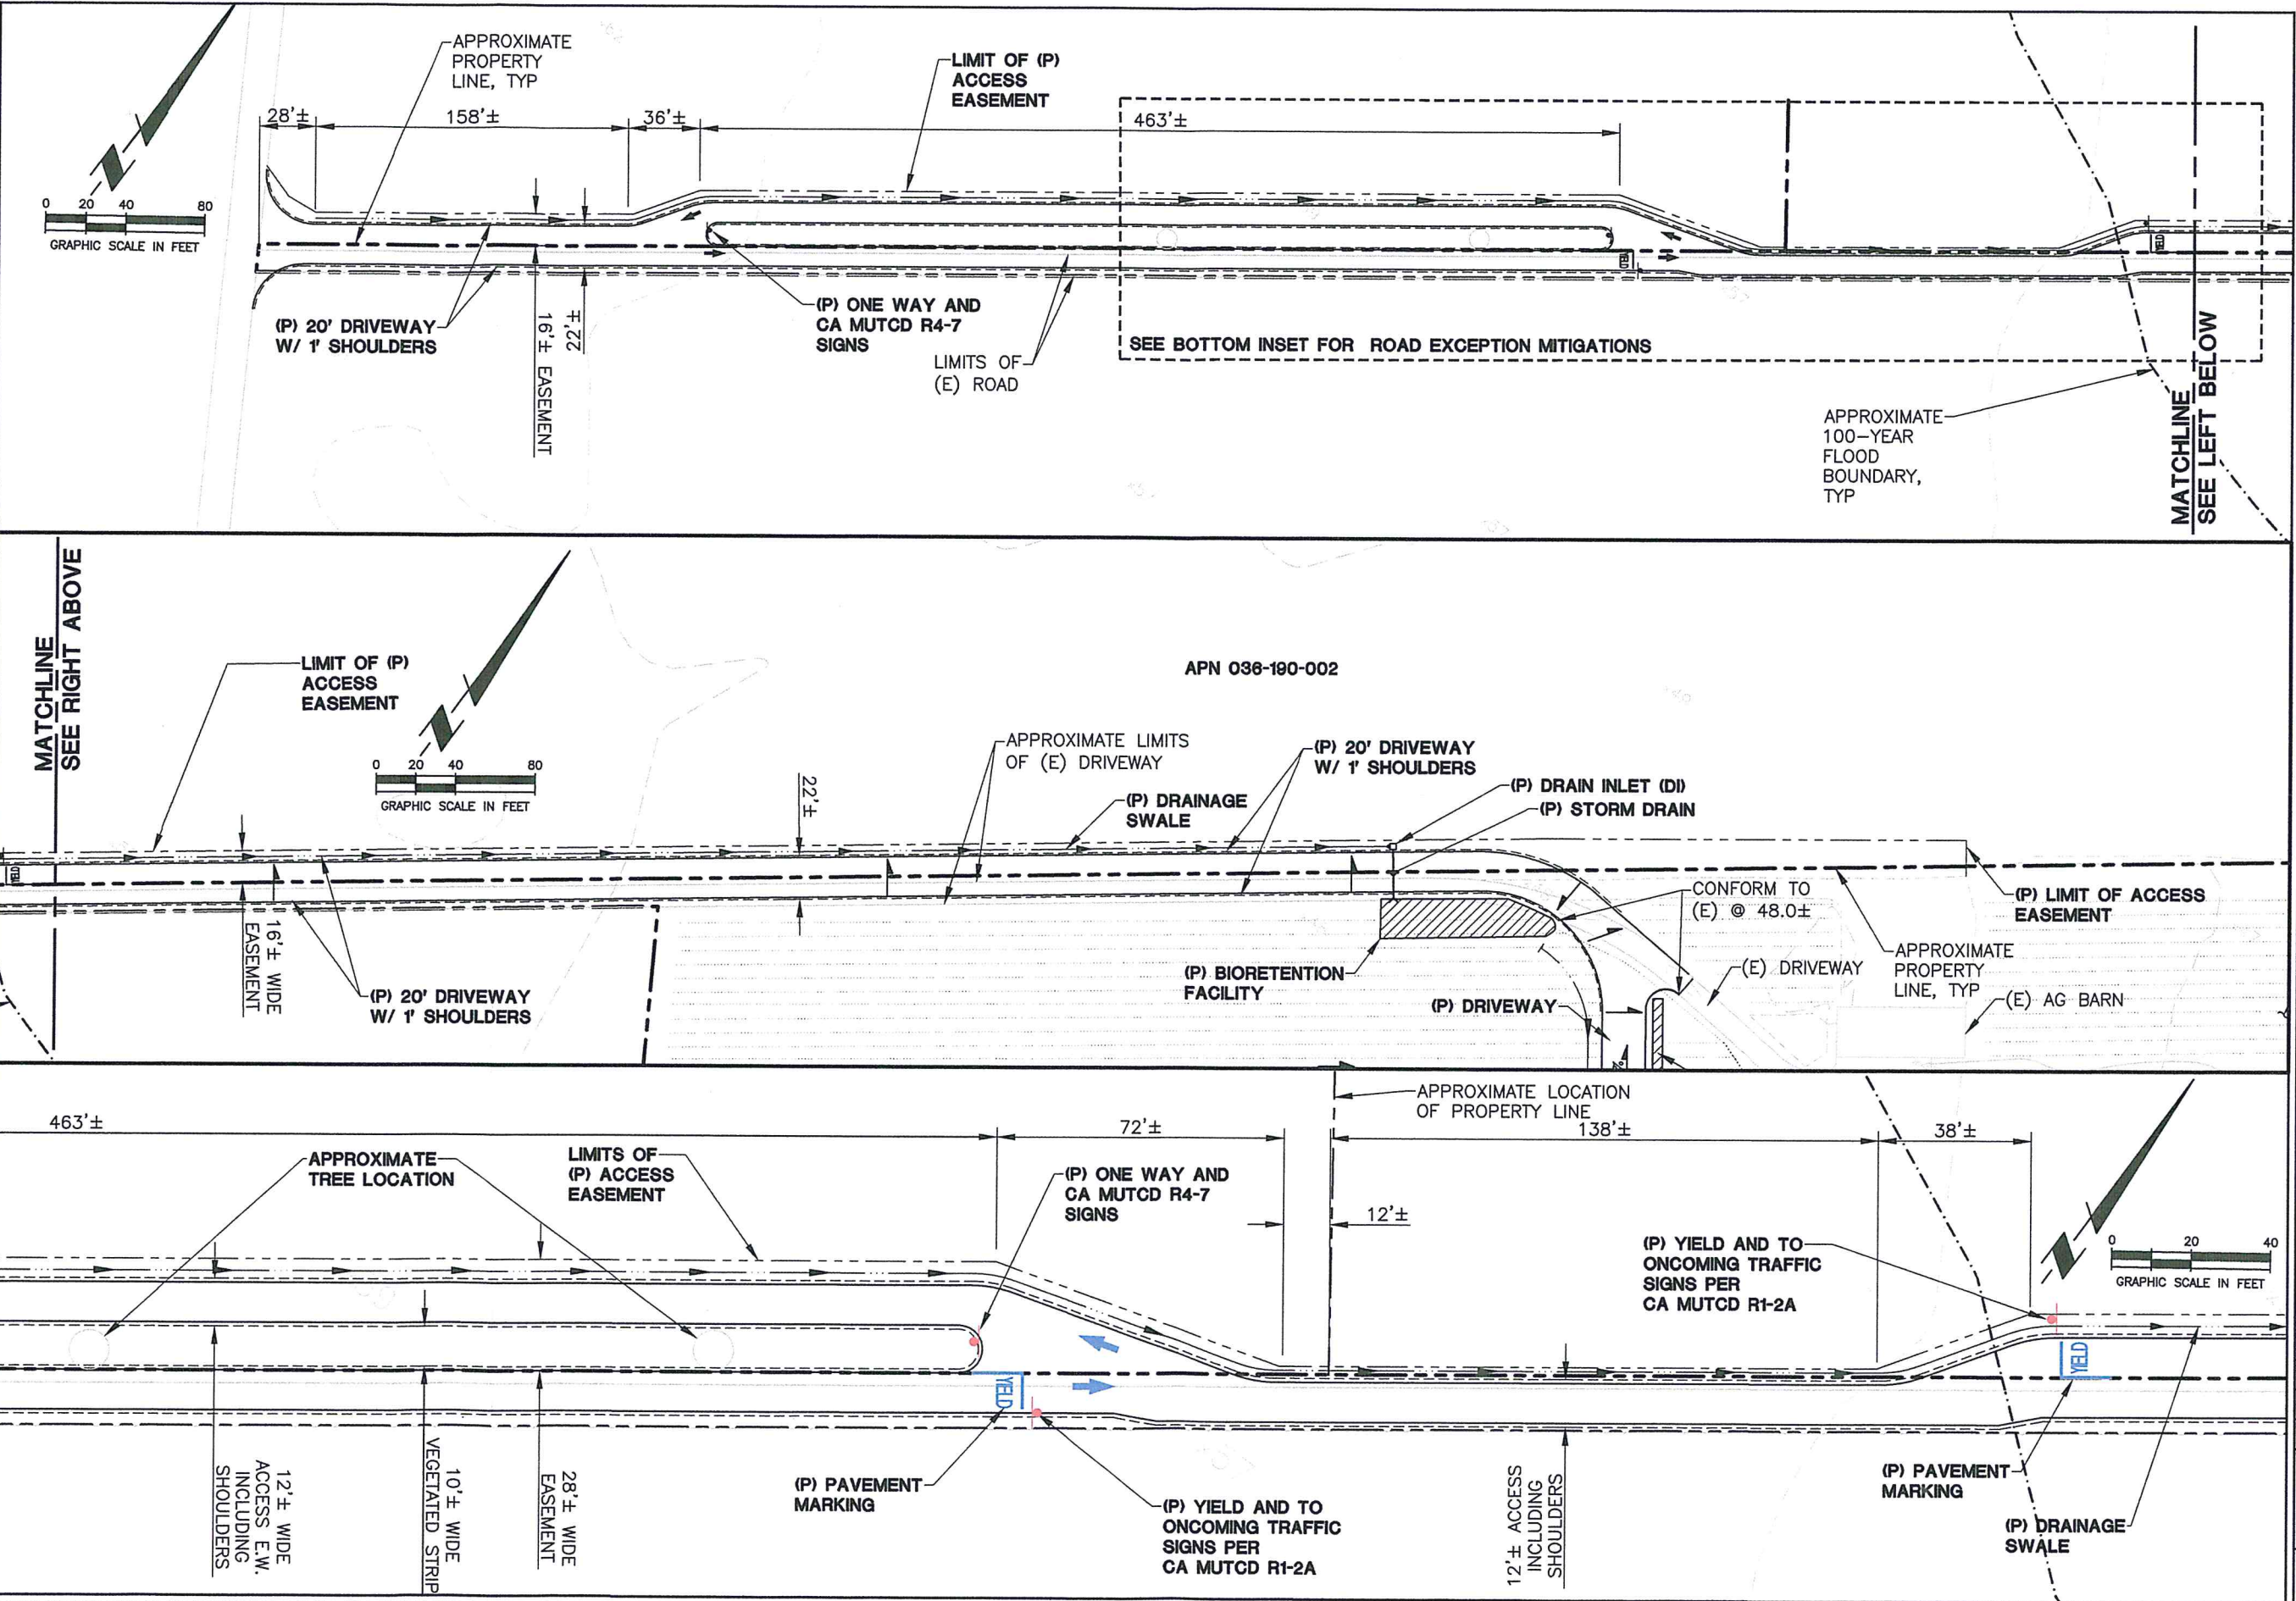 APPROXIMATE
PROPERTY
LINE, TYP
LIMIT OF (P)
ACCESS
EASEMENT
28'±
158'±
36'±
463'±
0 20 40 80
GRAPHIC SCALE IN FEET
(P) 20' DRIVEWAY
W/ 1' SHOULDERS
16'± EASEMENT
22'±
(P) ONE WAY AND
CA MUTCD R4-7
SIGNS
LIMITS OF
(E) ROAD
YIELD
YIELD
SEE BOTTOM INSET FOR ROAD EXCEPTION MITIGATIONS
APPROXIMATE
100-YEAR
FLOOD
BOUNDARY,
TYP
MATCHLINE
SEE LEFT BELOW
MATCHLINE
SEE RIGHT ABOVE
LIMIT OF (P)
ACCESS
EASEMENT
0 20 40 80
GRAPHIC SCALE IN FEET
APN 036-190-002
APPROXIMATE LIMITS
OF (E) DRIVEWAY
(P) 20' DRIVEWAY
W/ 1' SHOULDERS
22'±
(P) DRAINAGE
SWALE
(P) DRAIN INLET (DI)
(P) STORM DRAIN
YIELD
16'± WIDE
EASEMENT
(P) 20' DRIVEWAY
W/ 1' SHOULDERS
CONFORM TO
(E) @ 48.0±
(P) LIMIT OF ACCESS
EASEMENT
(P) BIORETENTION
FACILITY
(P) DRIVEWAY
(E) DRIVEWAY
APPROXIMATE
PROPERTY
LINE, TYP
(E) AG BARN
463'±
72'±
APPROXIMATE LOCATION
OF PROPERTY LINE
138'±
38'±
APPROXIMATE
TREE LOCATION
LIMITS OF
(P) ACCESS
EASEMENT
(P) ONE WAY AND
CA MUTCD R4-7
SIGNS
12'±
(P) YIELD AND TO
ONCOMING TRAFFIC
SIGNS PER
CA MUTCD R1-2A
0 20 40
GRAPHIC SCALE IN FEET
YIELD
YIELD
12'± WIDE
ACCESS E.W.
INCLUDING
SHOULDERS
10'± WIDE
VEGETATED STRIP
28'± WIDE
EASEMENT
(P) PAVEMENT
MARKING
(P) YIELD AND TO
ONCOMING TRAFFIC
SIGNS PER
CA MUTCD R1-2A
12'± ACCESS
INCLUDING
SHOULDERS
(P) PAVEMENT
MARKING
(P) DRAINAGE
SWALE